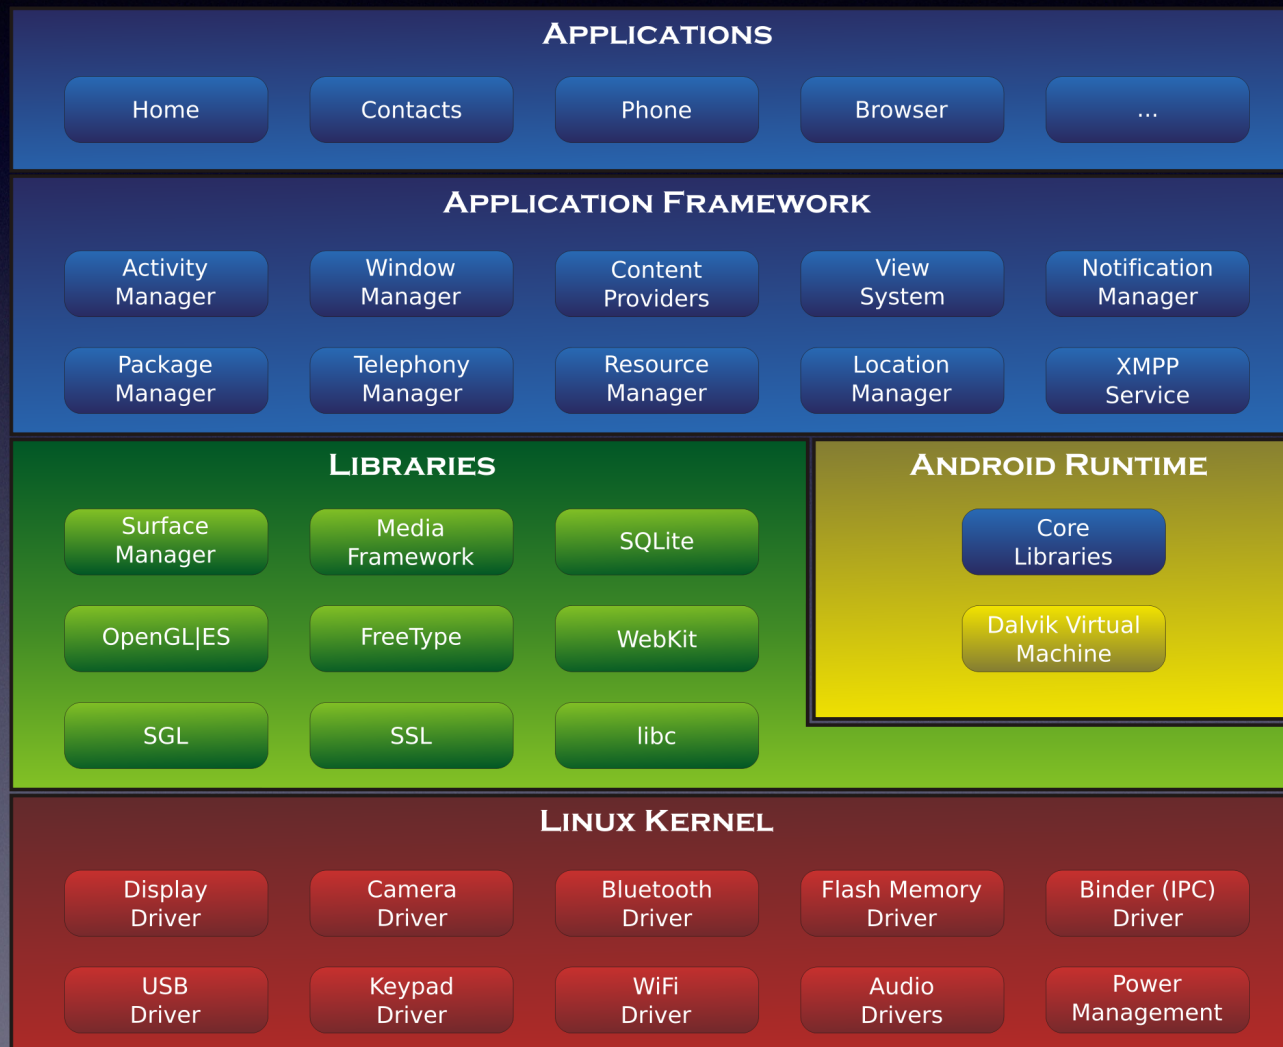 APPLICATIONS
Home
Contacts
Phone
Browser
...
APPLICATION FRAMEWORK
Activity
Manager
Window
Manager
Content
Providers
View
System
Notification
Manager
Package
Manager
Telephony
Manager
Resource
Manager
Location
Manager
XMPP
Service
LIBRARIES
Surface
Manager
Media
Framework
SQLite
OpenGL|ES
FreeType
WebKit
SGL
SSL
libc
ANDROID RUNTIME
Core
Libraries
Dalvik Virtual
Machine
LINUX KERNEL
Display
Driver
Camera
Driver
Bluetooth
Driver
Flash Memory
Driver
Binder (IPC)
Driver
USB
Driver
Keypad
Driver
WiFi
Driver
Audio
Drivers
Power
Management